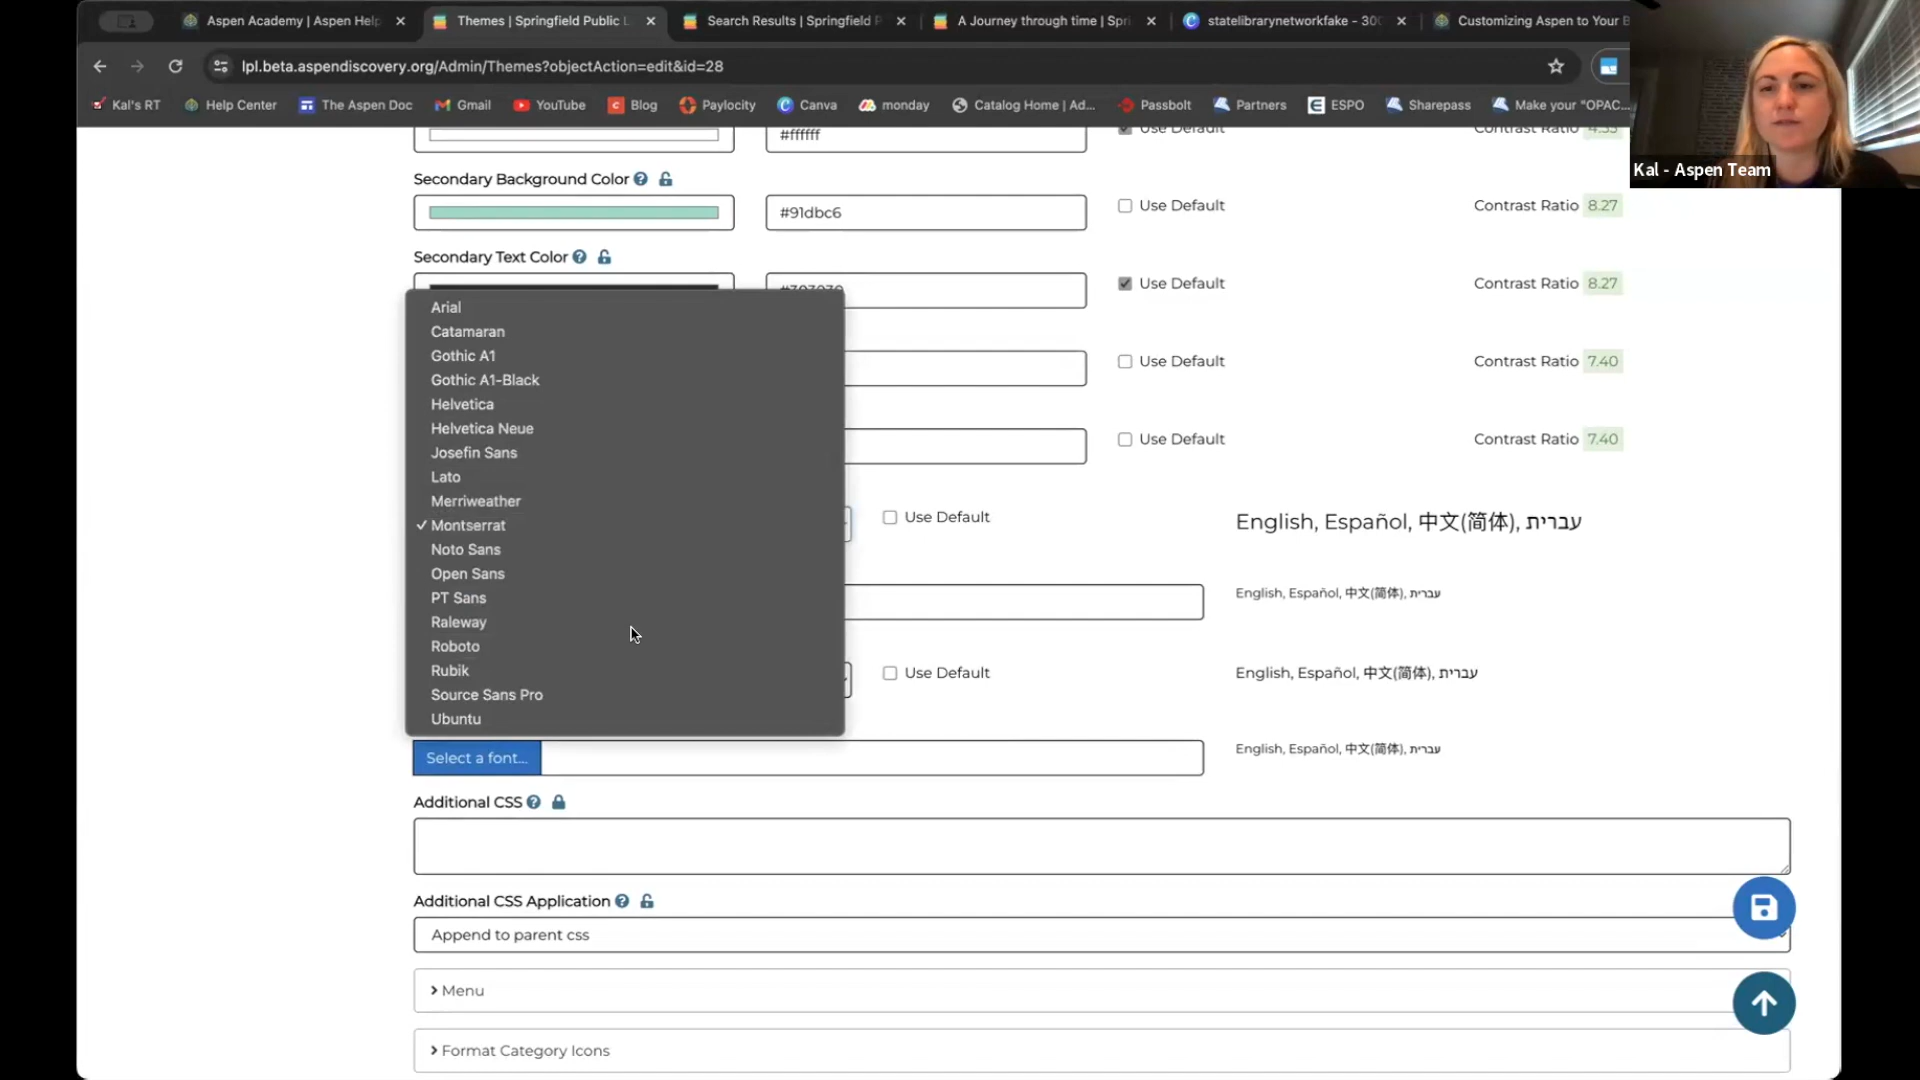 Aspen Academy | Aspen Help
Themes | Springfield Public L
Search Results | Springfield P
A Journey through time | Spri
statelibrarynetworkfake - 300
Customizing Aspen to Your B
lpl.beta.aspendiscovery.org/Admin/Themes?objectAction=edit&id=28
Kal's RT
Help Center
The Aspen Doc
Gmail
YouTube
Blog
Paylocity
Canva
monday
Catalog Home | Ad...
Passbolt
Partners
ESPO
Sharepass
Make your "OPAC...
Kal - Aspen Team
#ffffff
Use Default
Contrast Ratio 4.35
Secondary Background Color
#91dbc6
Use Default
Contrast Ratio 8.27
Secondary Text Color
#303030
Use Default
Contrast Ratio 8.27
Use Default
Contrast Ratio 7.40
Use Default
Contrast Ratio 7.40
Arial
Catamaran
Gothic A1
Gothic A1-Black
Helvetica
Helvetica Neue
Josefin Sans
Lato
Merriweather
✓ Montserrat
Noto Sans
Open Sans
PT Sans
Raleway
Roboto
Rubik
Source Sans Pro
Ubuntu
Use Default
English, Español, 中文(简体), עברית
English, Español, 中文(简体), עברית
Use Default
English, Español, 中文(简体), עברית
Select a font...
English, Español, 中文(简体), עברית
Additional CSS
Additional CSS Application
Append to parent css
Menu
Format Category Icons